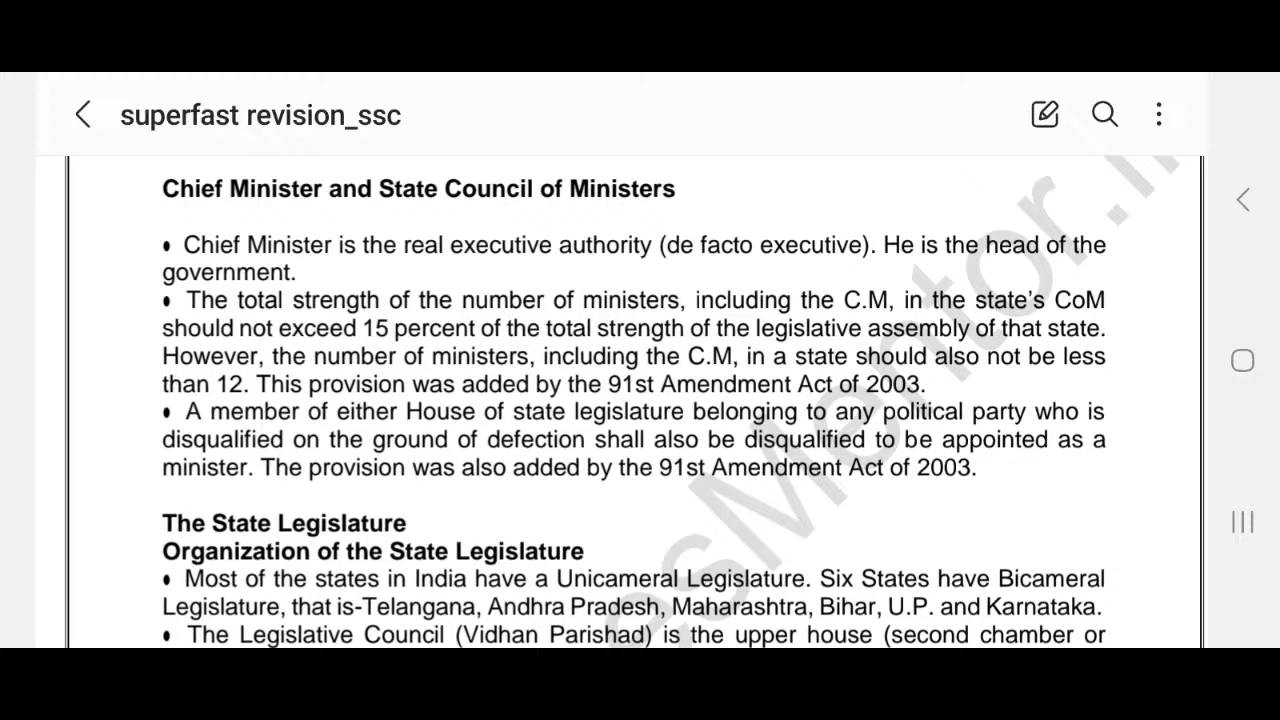 superfast revision_ssc
Chief Minister and State Council of Ministers
• Chief Minister is the real executive authority (de facto executive). He is the head of the
government.
• The total strength of the number of ministers, including the C.M, in the state's CoM
should not exceed 15 percent of the total strength of the legislative assembly of that state.
However, the number of ministers, including the C.M, in a state should also not be less
than 12. This provision was added by the 91st Amendment Act of 2003.
• A member of either House of state legislature belonging to any political party who is
disqualified on the ground of defection shall also be disqualified to be appointed as a
minister. The provision was also added by the 91st Amendment Act of 2003.
The State Legislature
Organization of the State Legislature
• Most of the states in India have a Unicameral Legislature. Six States have Bicameral
Legislature, that is-Telangana, Andhra Pradesh, Maharashtra, Bihar, U.P. and Karnataka.
• The Legislative Council (Vidhan Parishad) is the upper house (second chamber or